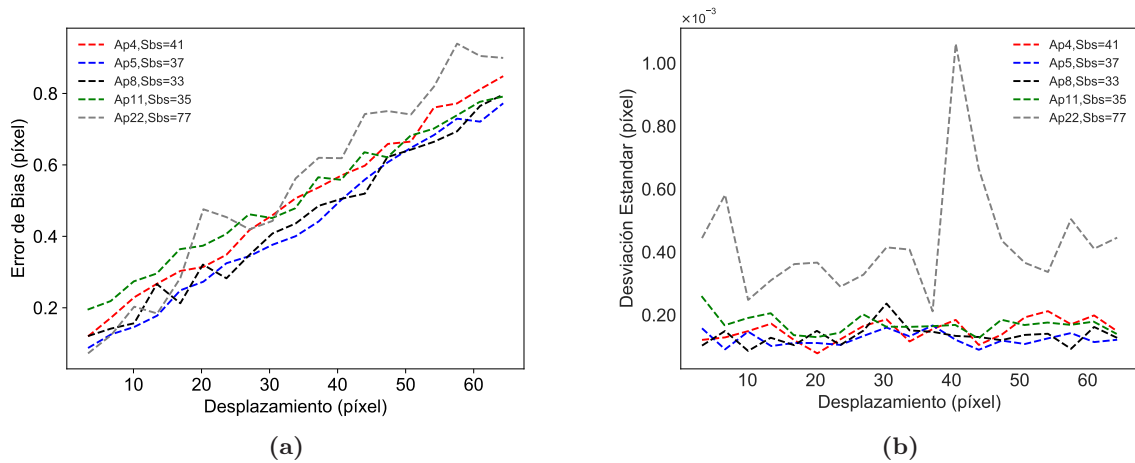 Error de Bias (píxel)
0.8
0.6
0.4
0.2
Ap4,Sbs=41
Ap5,Sbs=37
Ap8,Sbs=33
Ap11,Sbs=35
Ap22,Sbs=77
10 20 30 40 50 60
Desplazamiento (píxel)
(a)
×10⁻³
Desviación Estandar (píxel)
1.00
0.80
0.60
0.40
0.20
Ap4,Sbs=41
Ap5,Sbs=37
Ap8,Sbs=33
Ap11,Sbs=35
Ap22,Sbs=77
10 20 30 40 50 60
Desplazamiento (píxel)
(b)